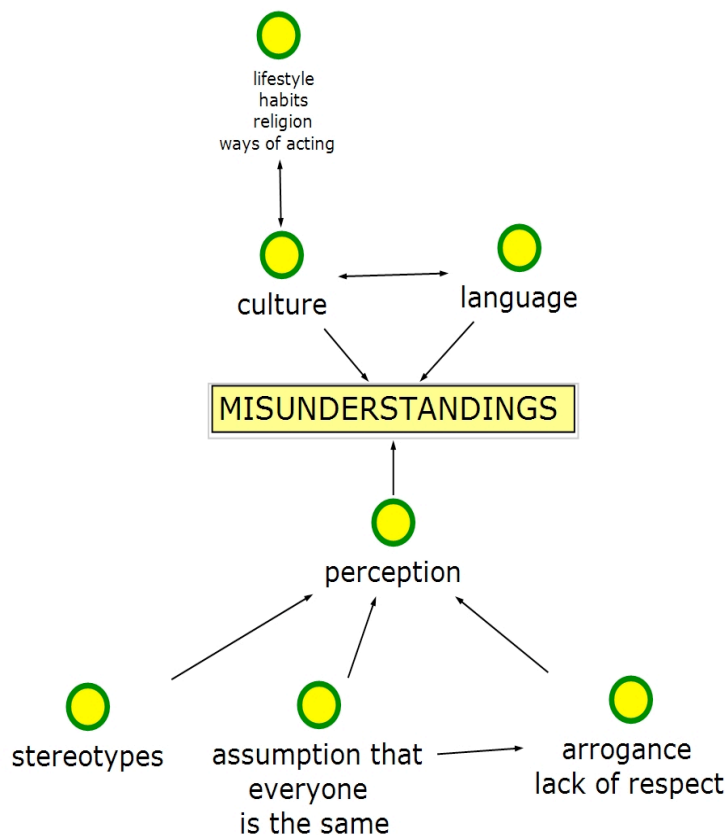 lifestyle
habits
religion
ways of acting
culture
language
MISUNDERSTANDINGS
perception
stereotypes
assumption that
everyone
is the same
arrogance
lack of respect